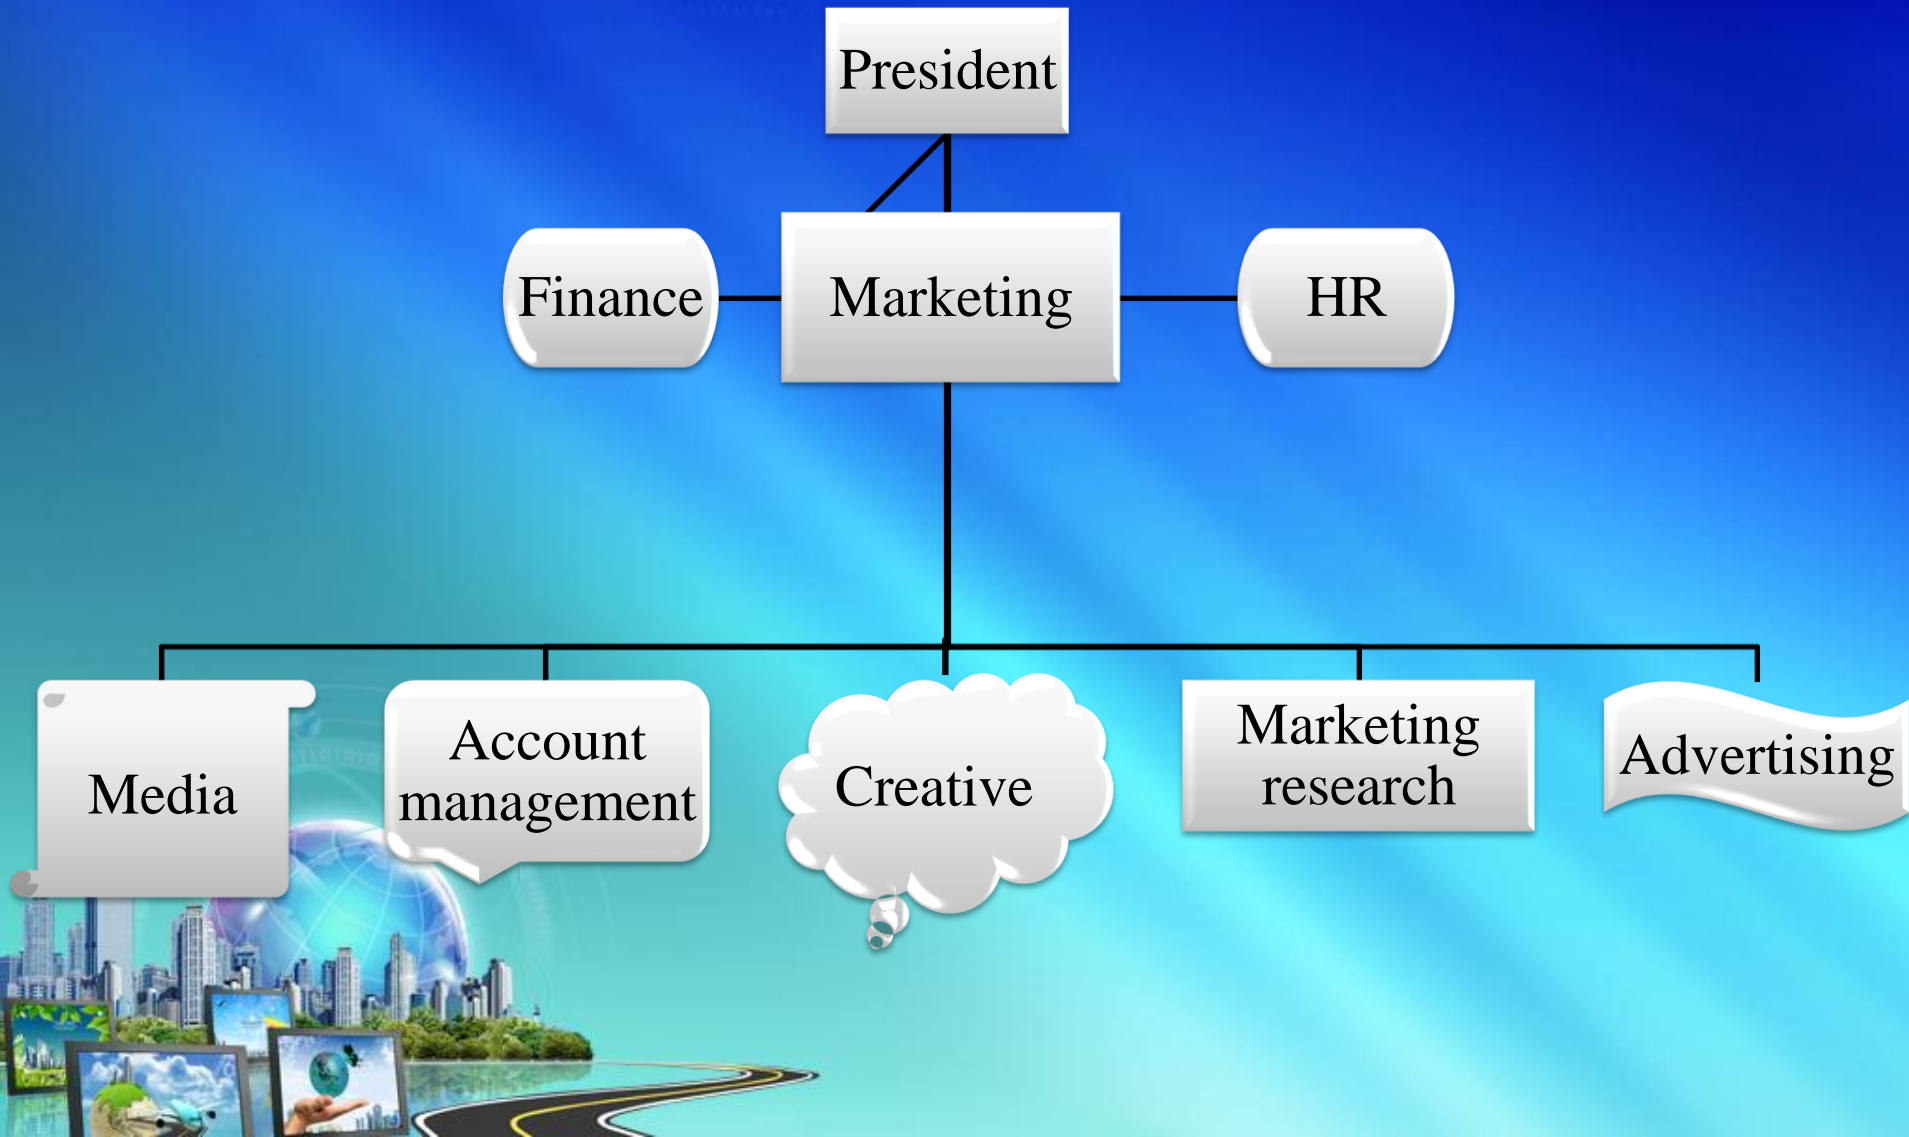 President
Finance
Marketing
HR
Media
Account
management
Creative
Marketing
research
Advertising